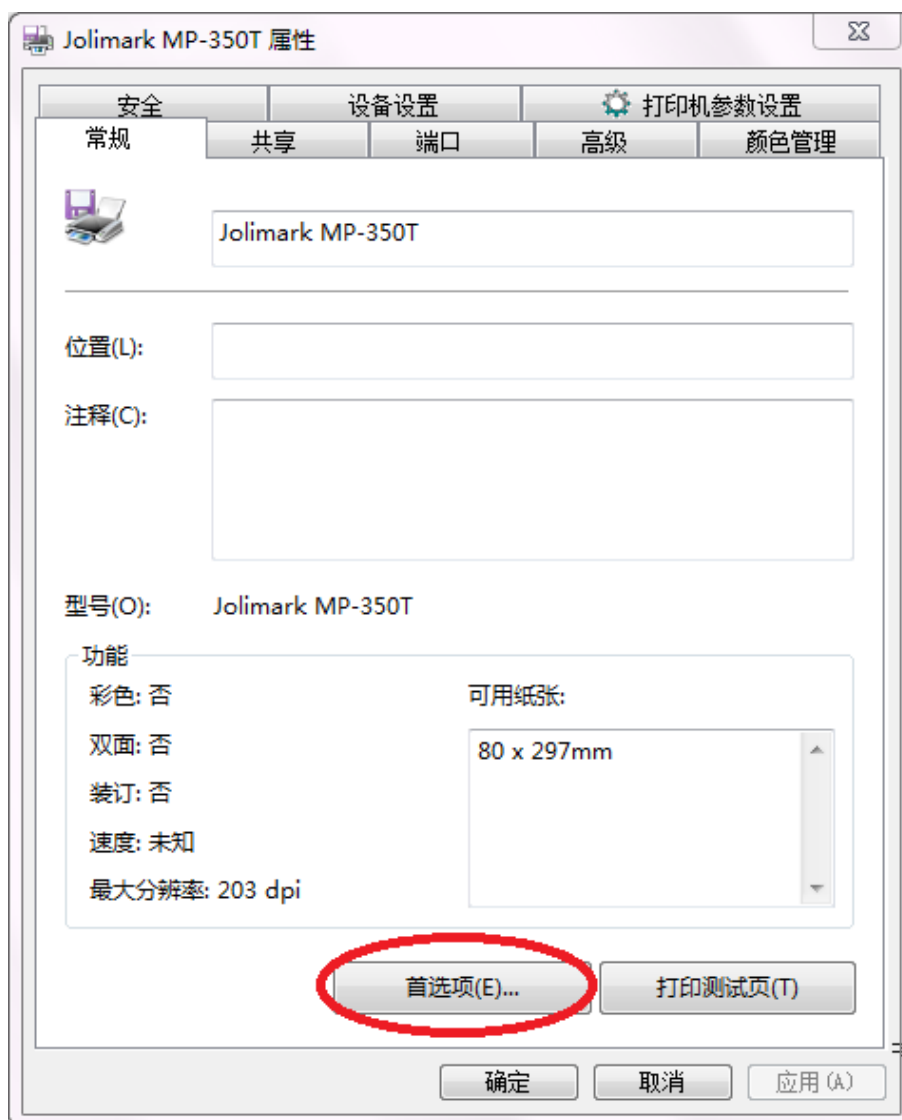 Jolimark MP-350T 属性
安全 设备设置 打印机参数设置
常规 共享 端口 高级 颜色管理
Jolimark MP-350T
位置(L):
注释(C):
型号(O): Jolimark MP-350T
功能
彩色: 否 可用纸张:
双面: 否 80 x 297mm
装订: 否
速度: 未知
最大分辨率: 203 dpi
首选项(E)... 打印测试页(T)
确定 取消 应用(A)